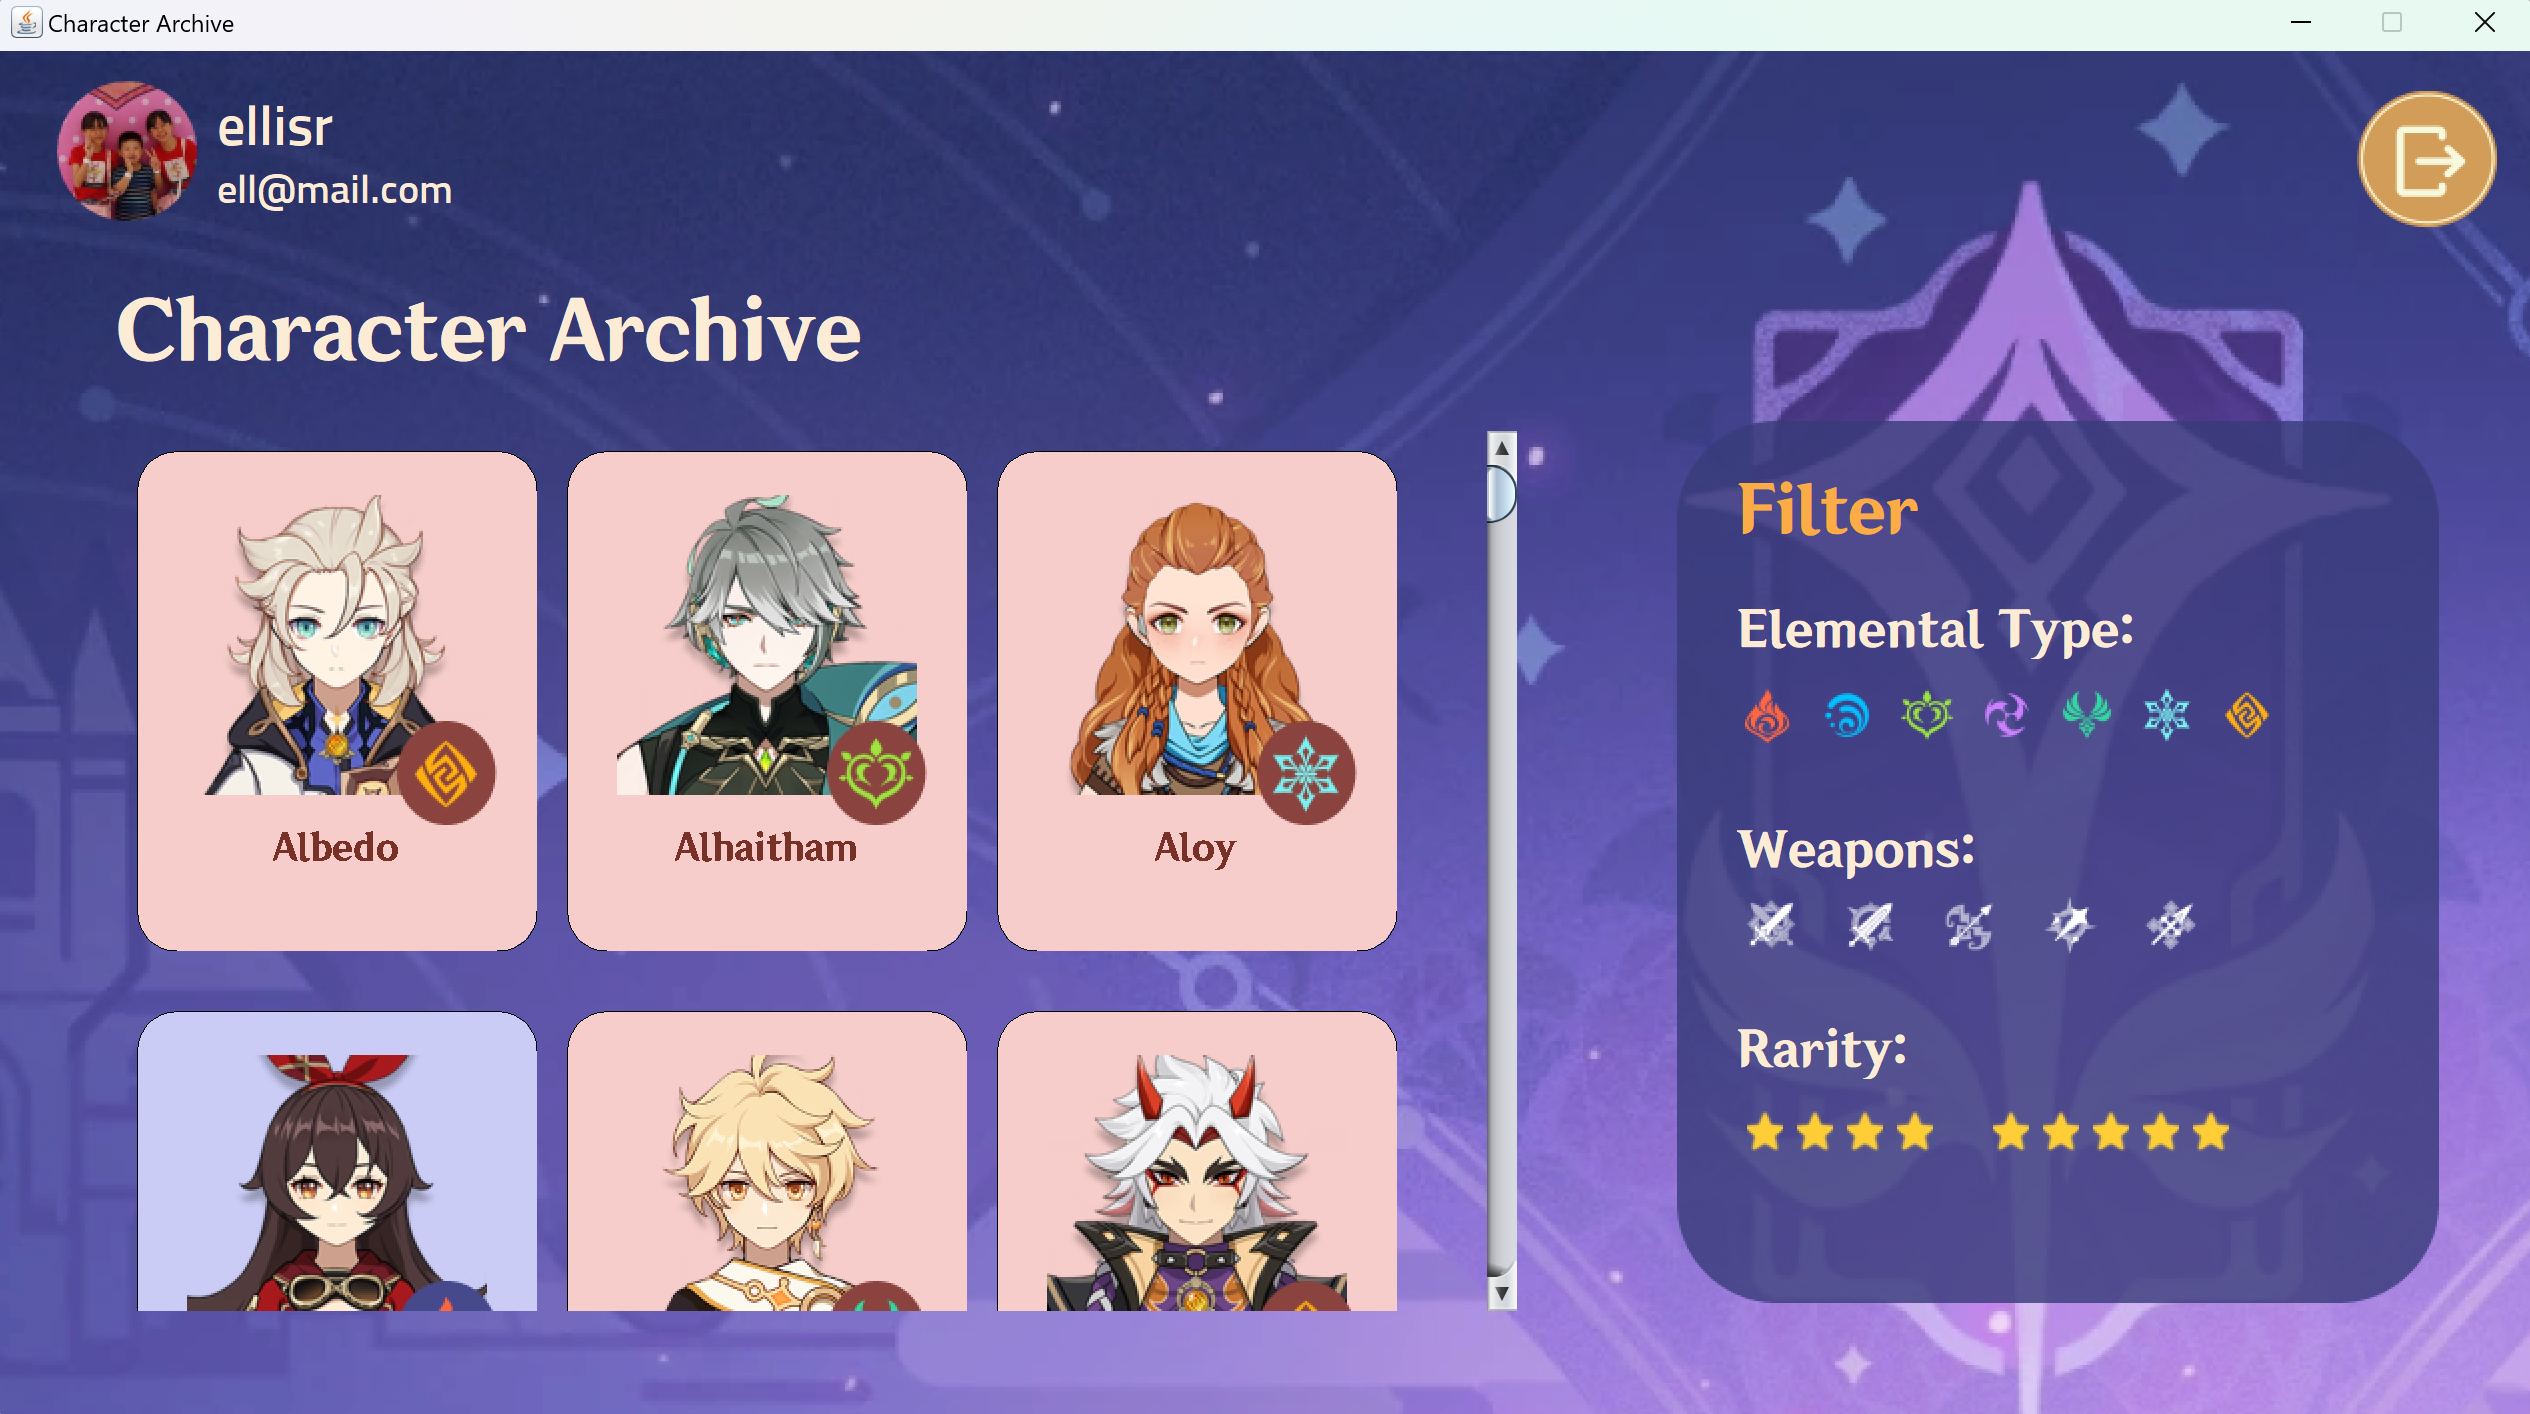 Character Archive
ellisr
ell@mail.com
Character Archive
Albedo
Alhaitham
Aloy
Filter
Elemental Type:
Weapons:
Rarity: